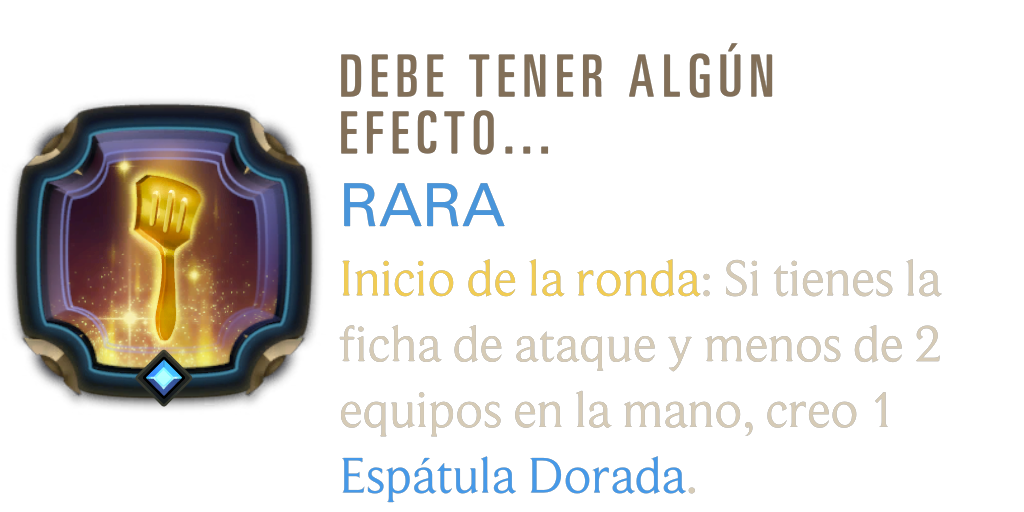 DEBE TENER ALGÚN
EFECTO...
RARA
Inicio de la ronda: Si tienes la
ficha de ataque y menos de 2
equipos en la mano, creo 1
Espátula Dorada.